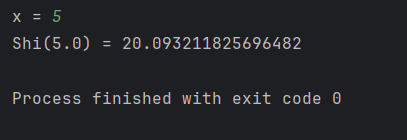 x = 5
Shi(5.0) = 20.093211825696482
Process finished with exit code 0